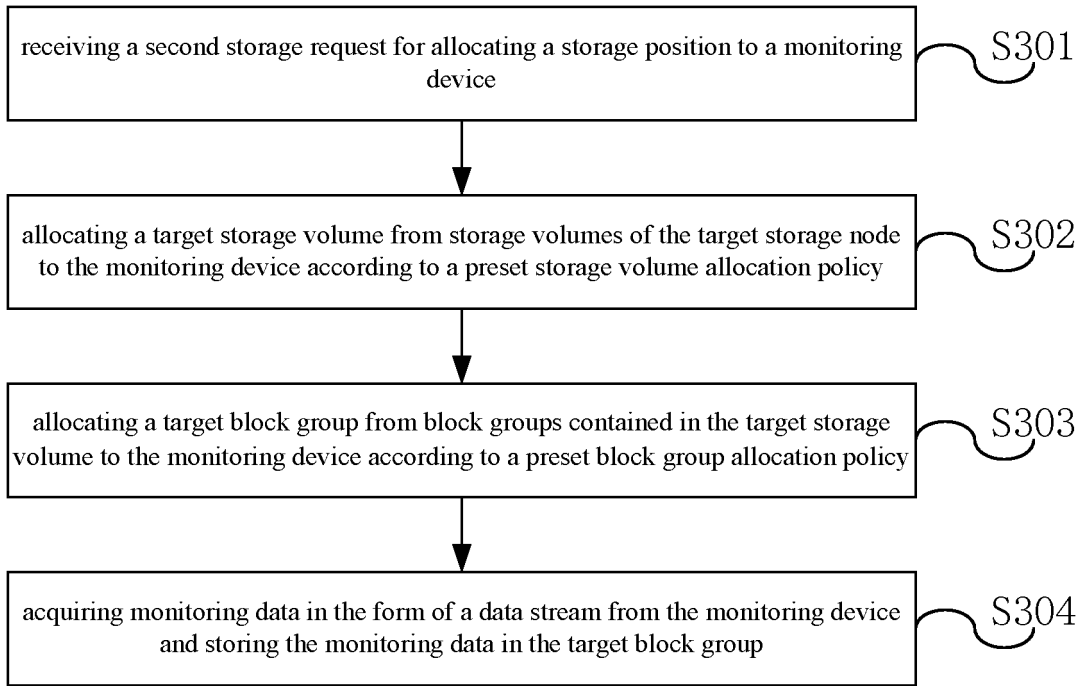 receiving a second storage request for allocating a storage position to a monitoring
device
S301
allocating a target storage volume from storage volumes of the target storage node
to the monitoring device according to a preset storage volume allocation policy
S302
allocating a target block group from block groups contained in the target storage
volume to the monitoring device according to a preset block group allocation policy
S303
acquiring monitoring data in the form of a data stream from the monitoring device
and storing the monitoring data in the target block group
S304